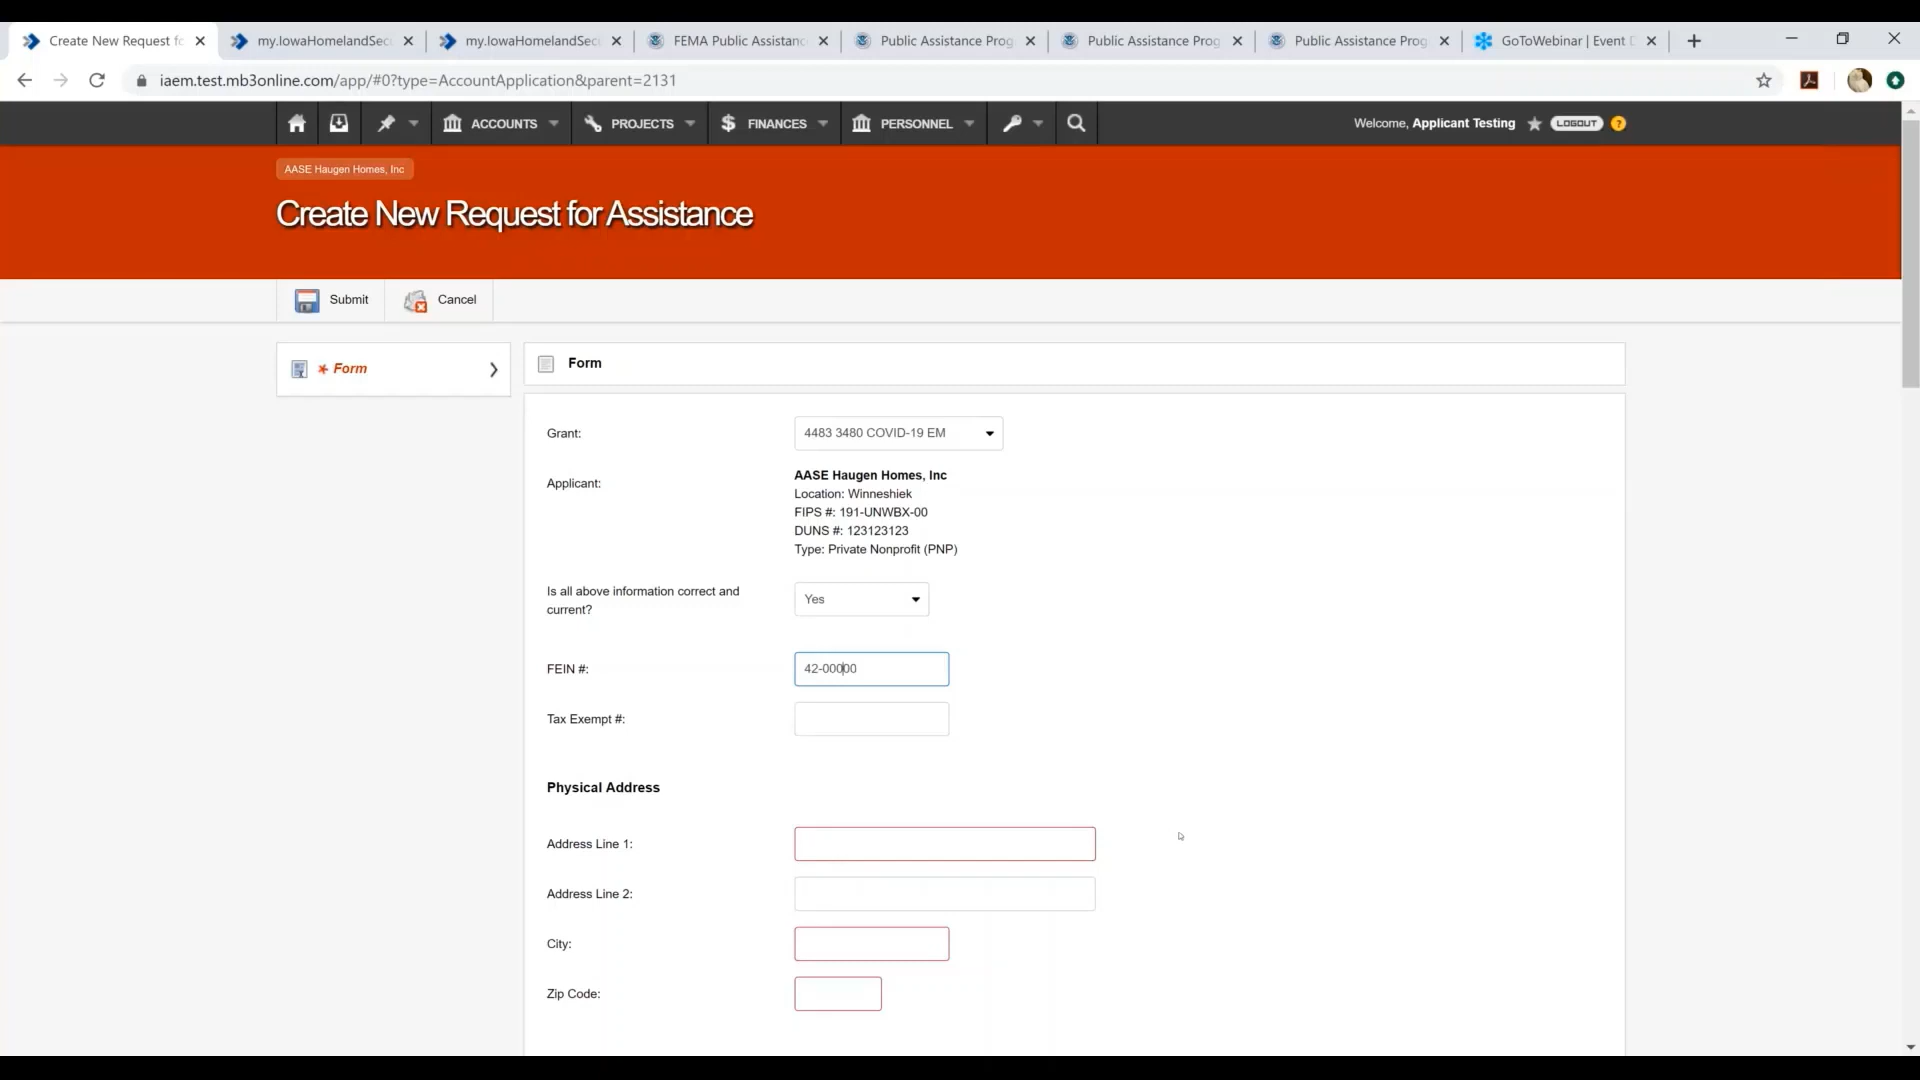 Create New Request fo
my.IowaHomelandSec
my.IowaHomelandSec
FEMA Public Assistanc
Public Assistance Prog
Public Assistance Prog
Public Assistance Prog
GoToWebinar | Event D
iaem.test.mb3online.com/app/#0?type=AccountApplication&parent=2131
ACCOUNTS
PROJECTS
FINANCES
PERSONNEL
Welcome, Applicant Testing
LOGOUT
?
AASE Haugen Homes, Inc
Create New Request for Assistance
Submit
Cancel
* Form
Form
Grant:
4483 3480 COVID-19 EM
Applicant:
AASE Haugen Homes, Inc
Location: Winneshiek
FIPS #: 191-UNWBX-00
DUNS #: 123123123
Type: Private Nonprofit (PNP)
Is all above information correct and
current?
Yes
FEIN #:
42-00000
Tax Exempt #:
Physical Address
Address Line 1:
Address Line 2:
City:
Zip Code: